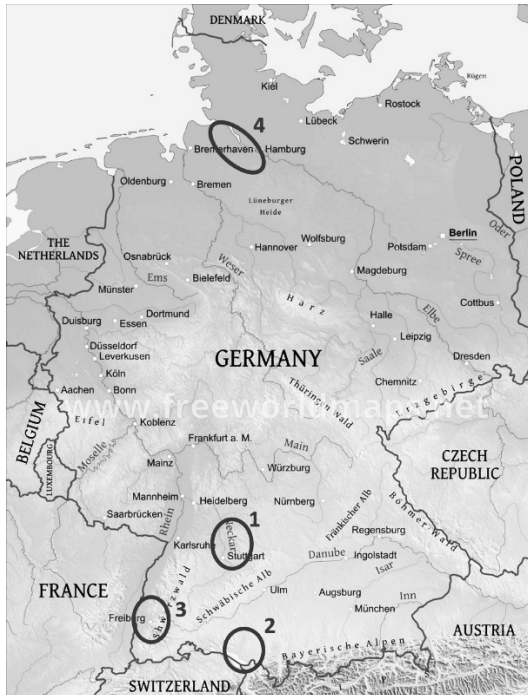 DENMARK
Rügen
Kiel
Rostock
Lübeck
4
Schwerin
Bremerhaven
Hamburg
Oldenburg
Bremen
POLAND
Lüneburger
Heide
Oder
Berlin
THE
NETHERLANDS
Hannover
Wolfsburg
Potsdam
Osnabrück
Weser
Spree
Magdeburg
Ems
Bielefeld
Münster
Harz
Elbe
Cottbus
Dortmund
Essen
Duisburg
Halle
Düsseldorf
Leverkusen
GERMANY
Leipzig
Saale
Dresden
Köln
Thüringen Wald
Chemnitz
Aachen
Bonn
Erzgebirge
BELGIUM
www.freeworldmaps.net
Eifel
Koblenz
Moselle
Frankfurt a. M.
Main
CZECH
REPUBLIC
LUXEMBOURG
Mainz
Würzburg
Mannheim
Heidelberg
Nürnberg
Saarbrücken
Rhein
1
Fränkischer Alb
Böhmer-Wald
Neckar
Regensburg
Karlsruhe
Stuttgart
Danube
Ingolstadt
FRANCE
Schwäbische Alb
Isar
Ulm
Augsburg
Inn
3
Freiburg
Schwarzwald
München
2
Bayerische Alpen
AUSTRIA
SWITZERLAND